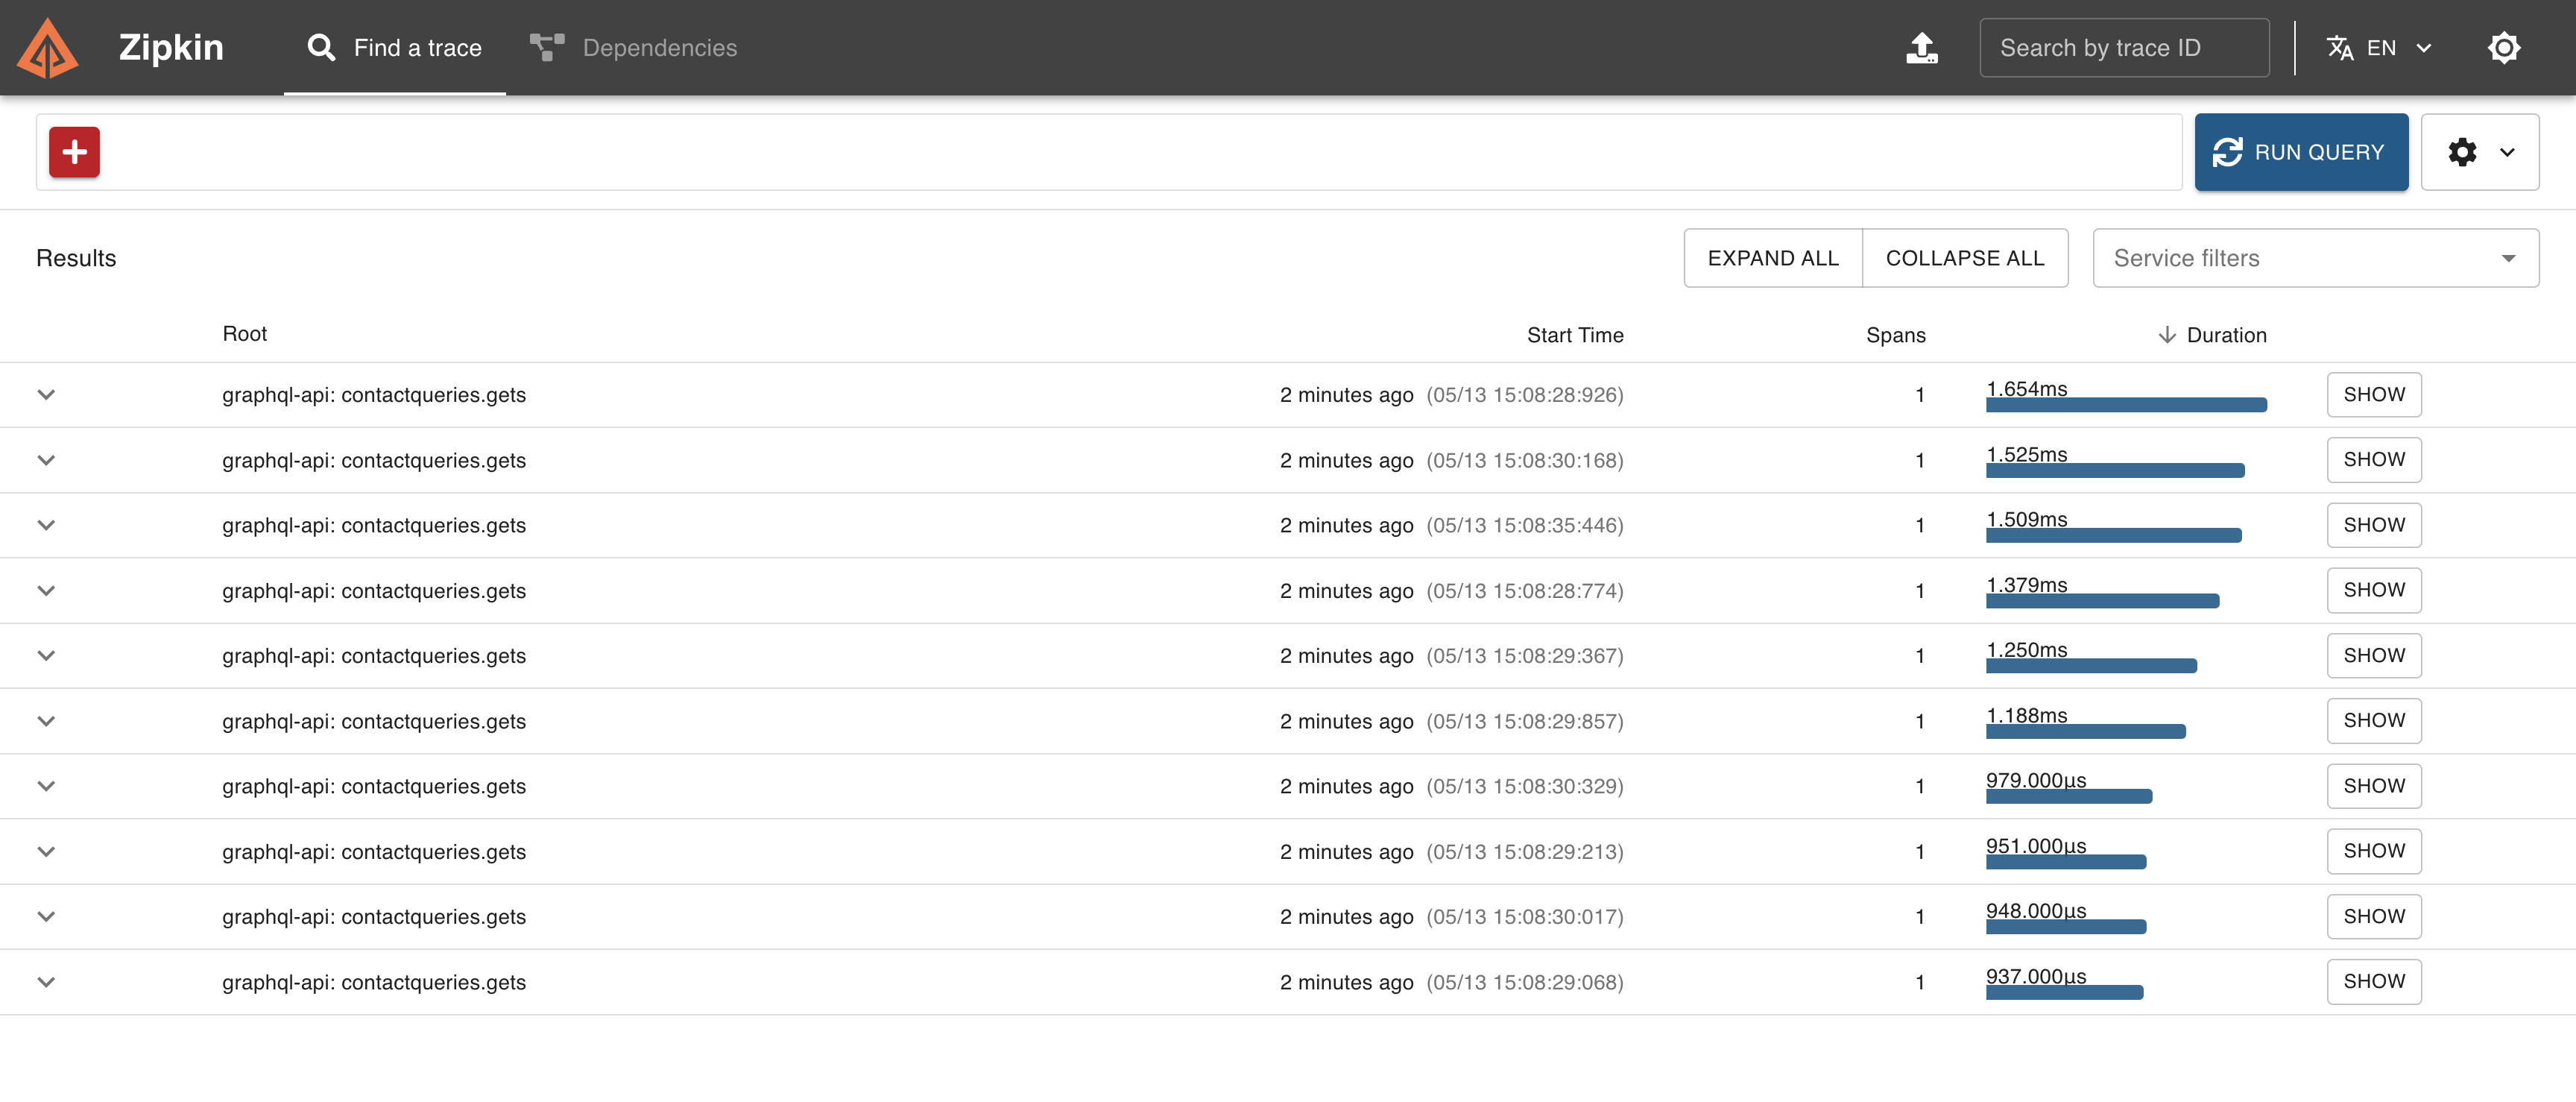 Zipkin Find a trace Dependencies Search by trace ID EN
RUN QUERY
Results EXPAND ALL COLLAPSE ALL Service filters
Root Start Time Spans Duration
graphql-api: contactqueries.gets 2 minutes ago (05/13 15:08:28:926) 1 1.654ms SHOW
graphql-api: contactqueries.gets 2 minutes ago (05/13 15:08:30:168) 1 1.525ms SHOW
graphql-api: contactqueries.gets 2 minutes ago (05/13 15:08:35:446) 1 1.509ms SHOW
graphql-api: contactqueries.gets 2 minutes ago (05/13 15:08:28:774) 1 1.379ms SHOW
graphql-api: contactqueries.gets 2 minutes ago (05/13 15:08:29:367) 1 1.250ms SHOW
graphql-api: contactqueries.gets 2 minutes ago (05/13 15:08:29:857) 1 1.188ms SHOW
graphql-api: contactqueries.gets 2 minutes ago (05/13 15:08:30:329) 1 979.000μs SHOW
graphql-api: contactqueries.gets 2 minutes ago (05/13 15:08:29:213) 1 951.000μs SHOW
graphql-api: contactqueries.gets 2 minutes ago (05/13 15:08:30:017) 1 948.000μs SHOW
graphql-api: contactqueries.gets 2 minutes ago (05/13 15:08:29:068) 1 937.000μs SHOW